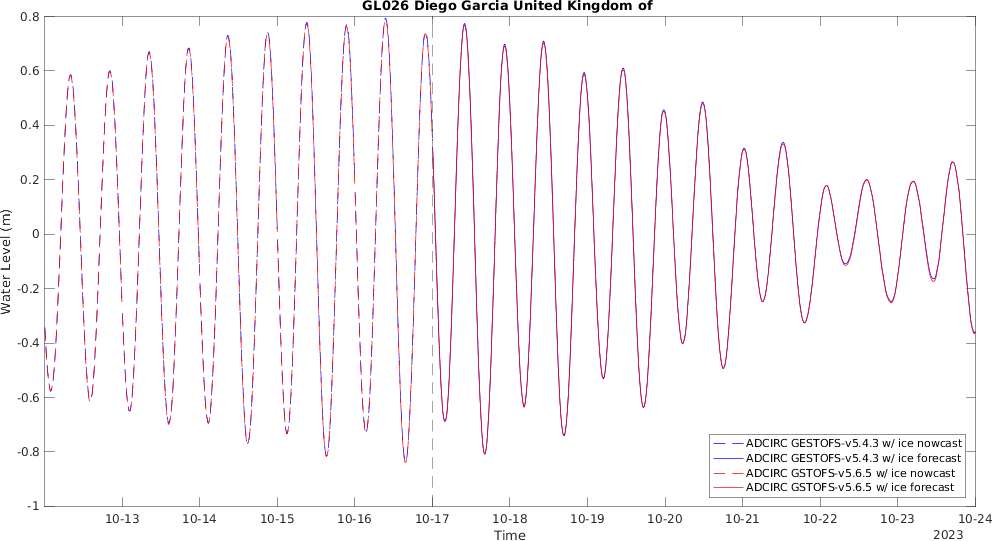 GL026 Diego Garcia United Kingdom of
0.8
0.6
0.4
0.2
0
-0.2
-0.4
-0.6
-0.8
-1
Water Level (m)
ADCIRC GESTOFS-v5.4.3 w/ ice nowcast
ADCIRC GESTOFS-v5.4.3 w/ ice forecast
ADCIRC GSTOFS-v5.6.5 w/ ice nowcast
ADCIRC GSTOFS-v5.6.5 w/ ice forecast
10-13 10-14 10-15 10-16 10-17 10-18 10-19 10-20 10-21 10-22 10-23 10-24
Time
2023